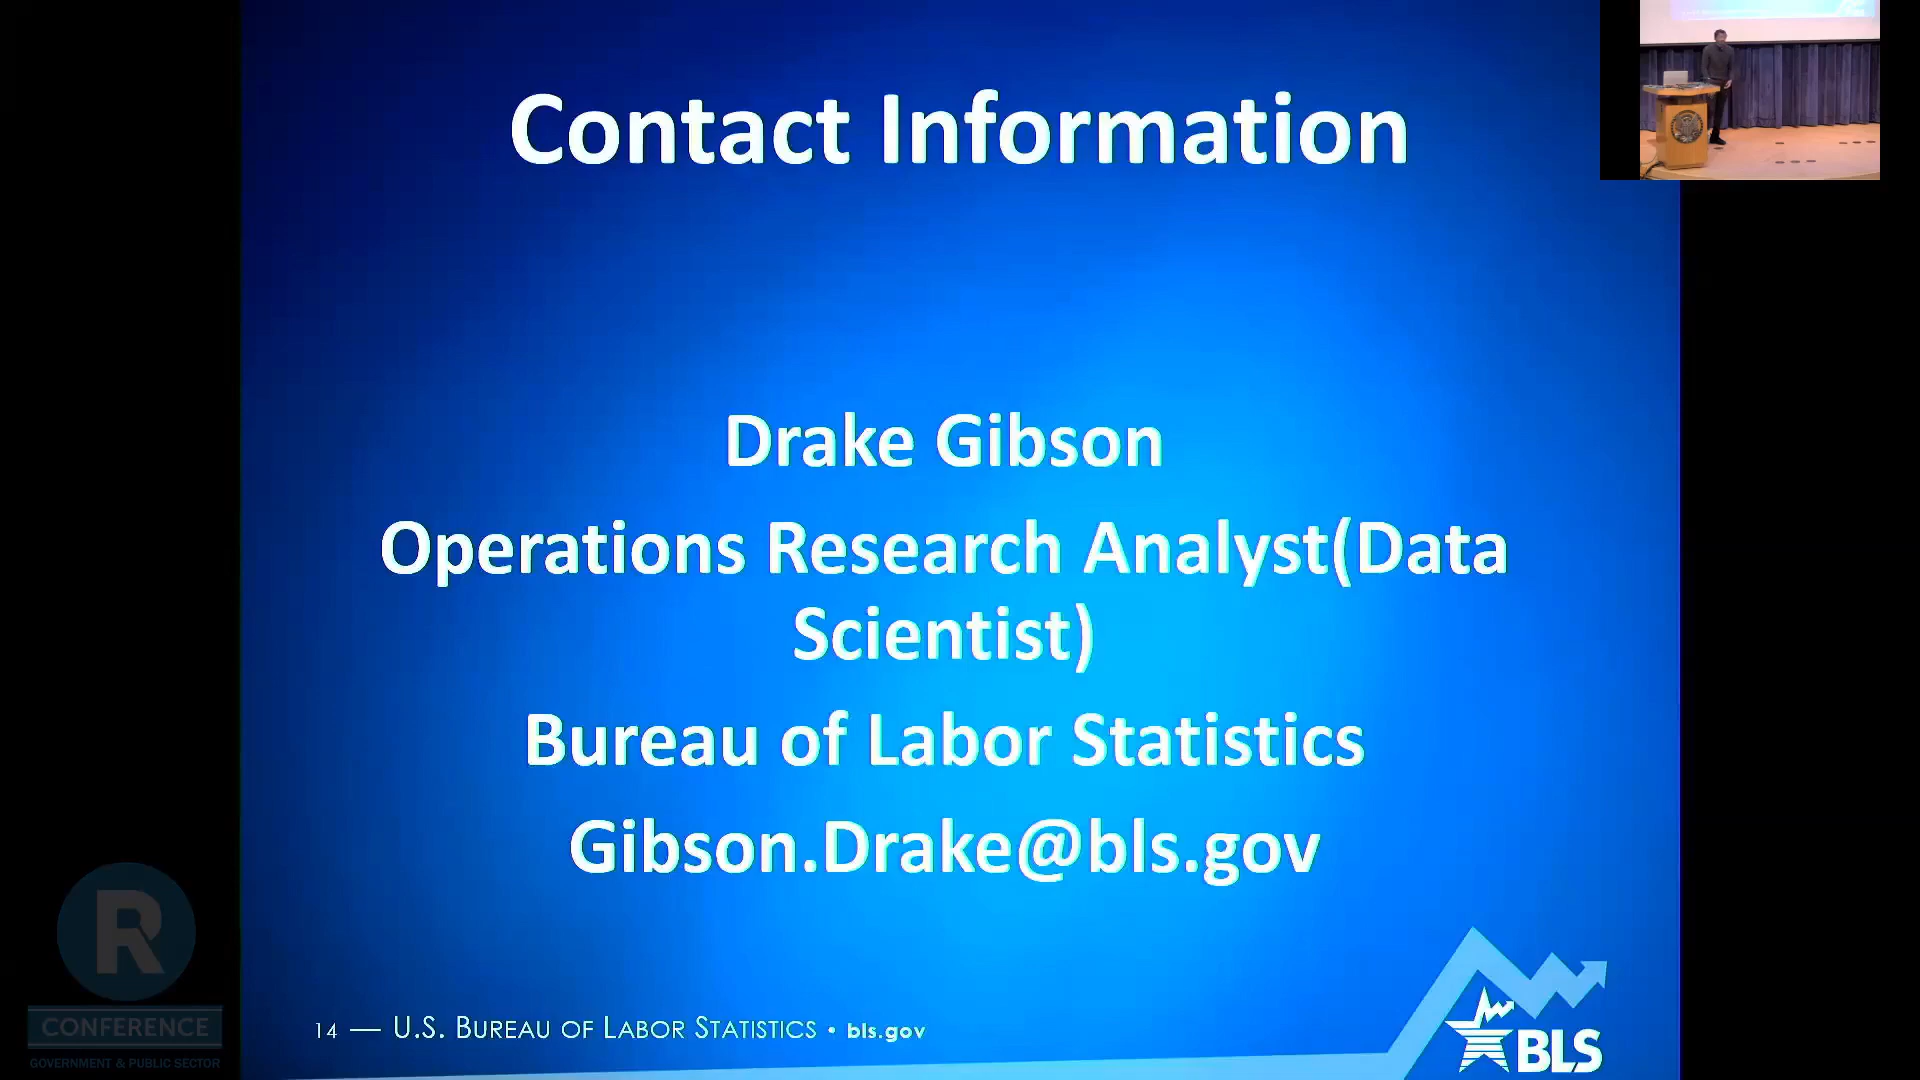 Contact Information
Drake Gibson
Operations Research Analyst(Data
Scientist)
Bureau of Labor Statistics
Gibson.Drake@bls.gov
14 — U.S. BUREAU OF LABOR STATISTICS • bls.gov
BLS
R
CONFERENCE
GOVERNMENT & PUBLIC SECTOR